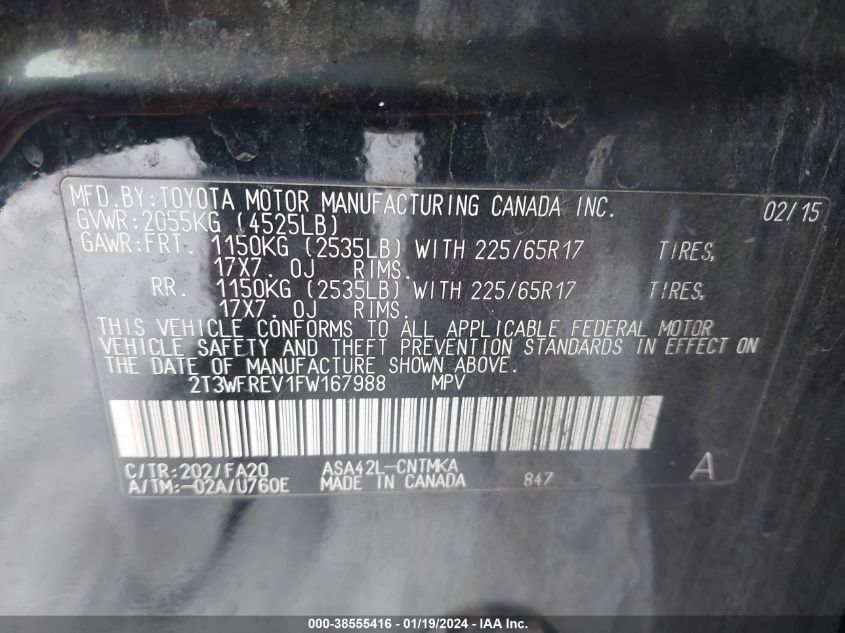 MFD.BY:TOYOTA MOTOR MANUFACTURING CANADA INC. 02/15
GVWR:2055KG (4525LB)
GAWR:FRT. 1150KG (2535LB) WITH 225/65R17 TIRES,
17X7.0J RIMS.
RR. 1150KG (2535LB) WITH 225/65R17 TIRES,
17X7.0J RIMS.
THIS VEHICLE CONFORMS TO ALL APPLICABLE FEDERAL MOTOR
VEHICLE SAFETY AND THEFT PREVENTION STANDARDS IN EFFECT ON
THE DATE OF MANUFACTURE SHOWN ABOVE.
2T3WFREV1FW167988 MPV
C/TR:202/FA20 ASA42L-CNTMKA A
A/TM:-02A/U760E MADE IN CANADA 847
000-38555416 - 01/19/2024 - IAA Inc.